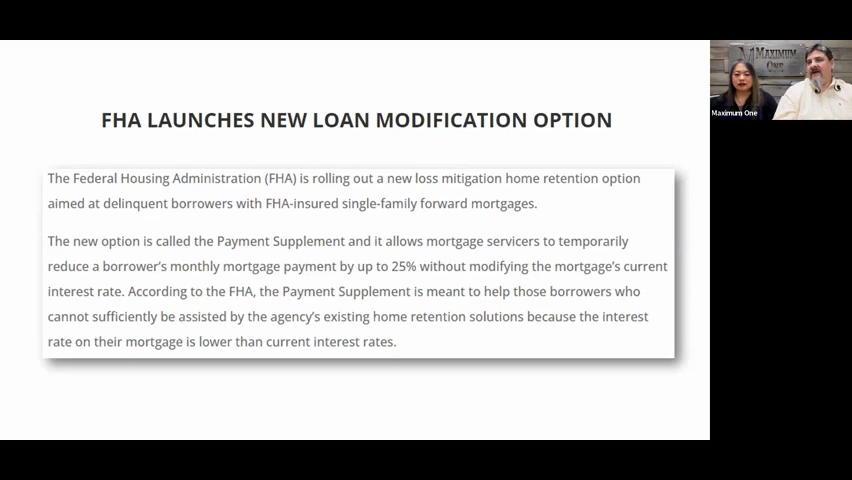 FHA LAUNCHES NEW LOAN MODIFICATION OPTION
The Federal Housing Administration (FHA) is rolling out a new loss mitigation home retention option
aimed at delinquent borrowers with FHA-insured single-family forward mortgages.
The new option is called the Payment Supplement and it allows mortgage servicers to temporarily
reduce a borrower's monthly mortgage payment by up to 25% without modifying the mortgage's current
interest rate. According to the FHA, the Payment Supplement is meant to help those borrowers who
cannot sufficiently be assisted by the agency's existing home retention solutions because the interest
rate on their mortgage is lower than current interest rates.
MAXIMUM
ONE
Maximum One